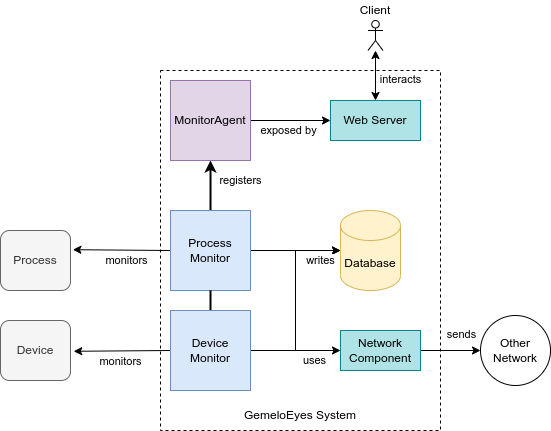 Client
interacts
MonitorAgent
exposed by
Web Server
registers
Process
monitors
Process
Monitor
writes
Database
Device
monitors
Device
Monitor
uses
Network
Component
sends
Other
Network
GemeloEyes System